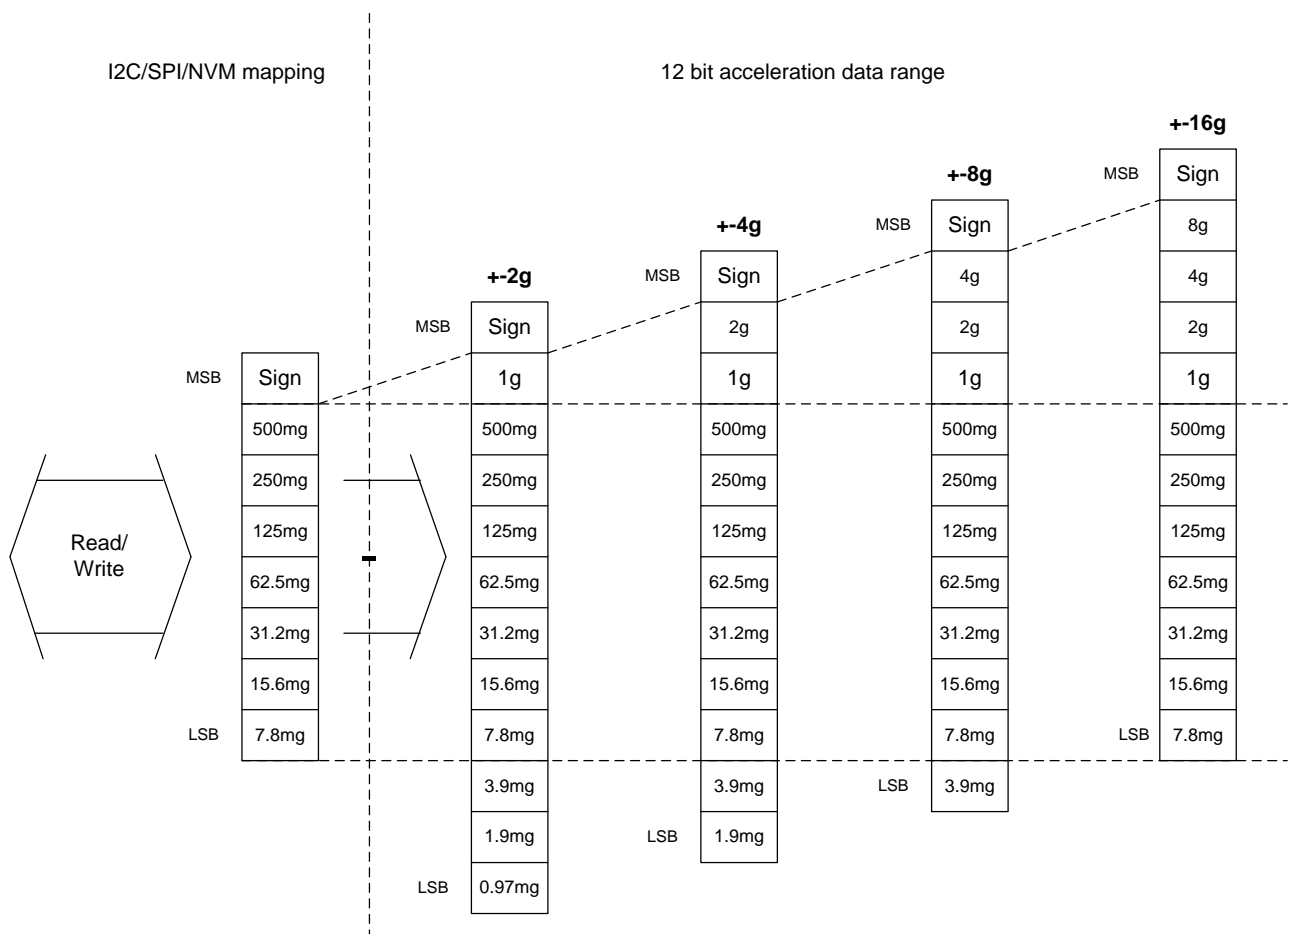 I2C/SPI/NVM mapping
12 bit acceleration data range
MSB
Sign
500mg
250mg
125mg
62.5mg
31.2mg
15.6mg
LSB
7.8mg
Read/
Write
+-2g
MSB
Sign
1g
500mg
250mg
125mg
62.5mg
31.2mg
15.6mg
7.8mg
3.9mg
1.9mg
LSB
0.97mg
+-4g
MSB
Sign
2g
1g
500mg
250mg
125mg
62.5mg
31.2mg
15.6mg
7.8mg
3.9mg
LSB
1.9mg
+-8g
MSB
Sign
4g
2g
1g
500mg
250mg
125mg
62.5mg
31.2mg
15.6mg
7.8mg
LSB
3.9mg
+-16g
MSB
Sign
8g
4g
2g
1g
500mg
250mg
125mg
62.5mg
31.2mg
15.6mg
LSB
7.8mg